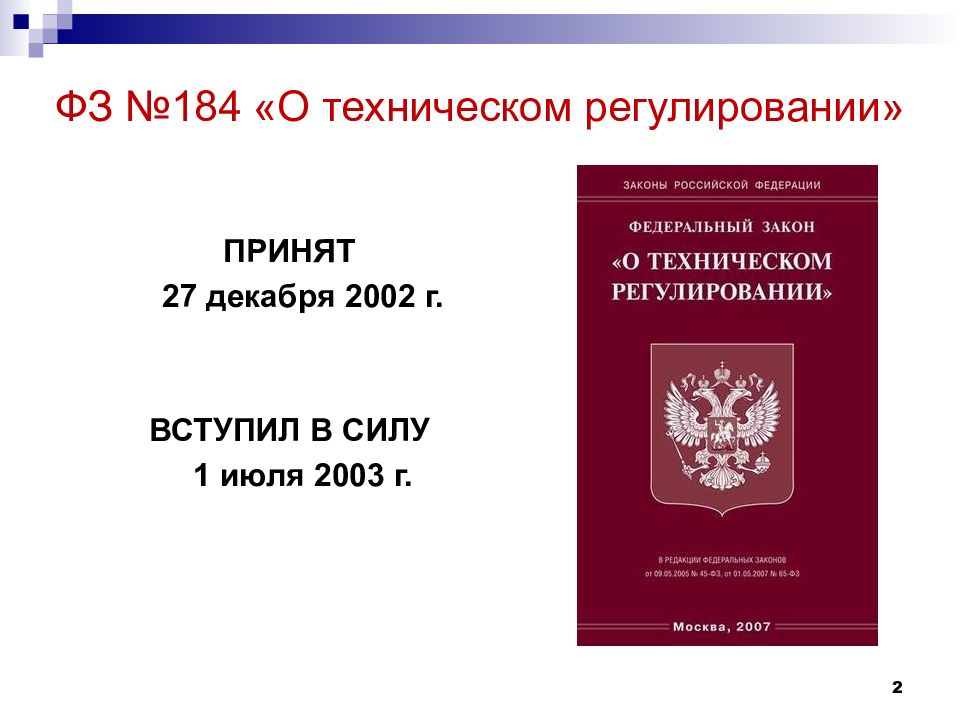 ФЗ №184 «О техническом регулировании»
ПРИНЯТ
27 декабря 2002 г.
ВСТУПИЛ В СИЛУ
1 июля 2003 г.
ЗАКОНЫ РОССИЙСКОЙ ФЕДЕРАЦИИ
ФЕДЕРАЛЬНЫЙ ЗАКОН
«О ТЕХНИЧЕСКОМ
РЕГУЛИРОВАНИИ»
В РЕДАКЦИИ ФЕДЕРАЛЬНЫХ ЗАКОНОВ
от 09.05.2005 № 45-ФЗ, от 01.05.2007 № 65-ФЗ
Москва, 2007
2